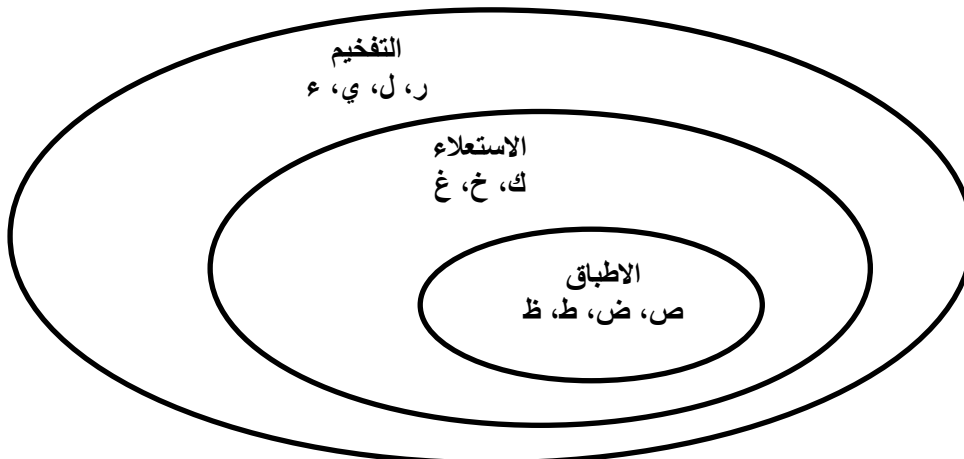 التفخيم
ر، ل، ي، ء
الاستعلاء
ك، خ، غ
الاطباق
ص، ض، ط، ظ